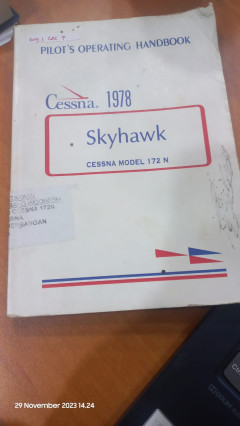 PILOT'S OPERATING HANDBOOK
Cessna. 1978
Skyhawk
CESSNA MODEL 172 N
29 November 2023 14.24